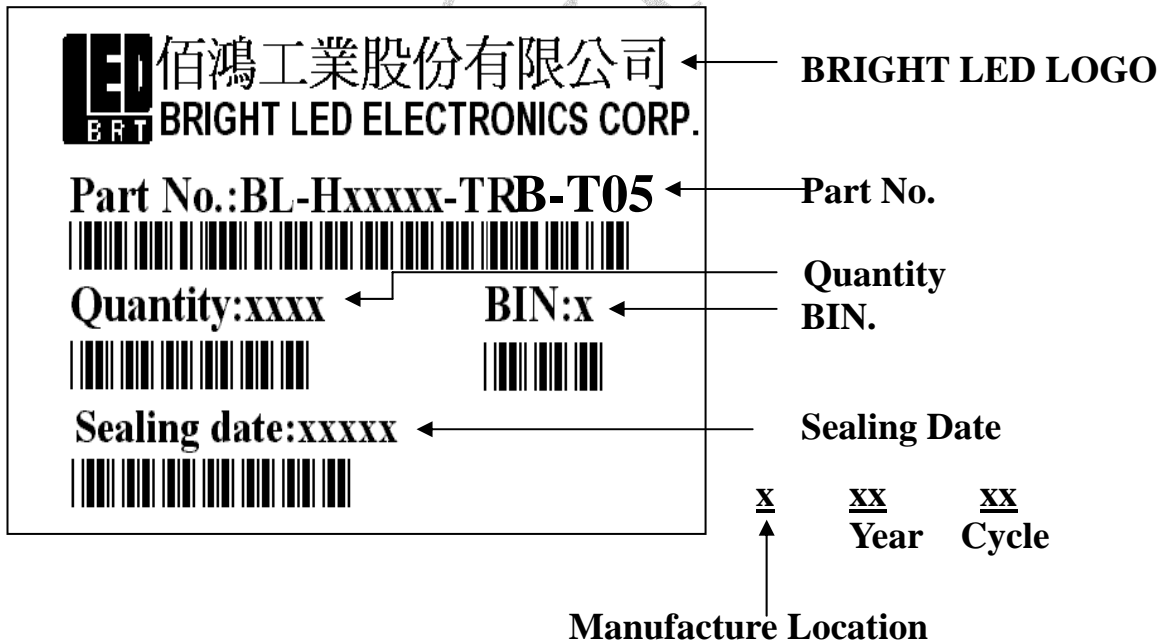 佰鴻工業股份有限公司
BRIGHT LED LOGO
BRT BRIGHT LED ELECTRONICS CORP.
LED
Part No.:BL-Hxxxxx-TRB-T05
Part No.
Quantity
Quantity:xxxx
BIN:x
BIN.
Sealing date:xxxxx
Sealing Date
x xx xx
Year Cycle
Manufacture Location